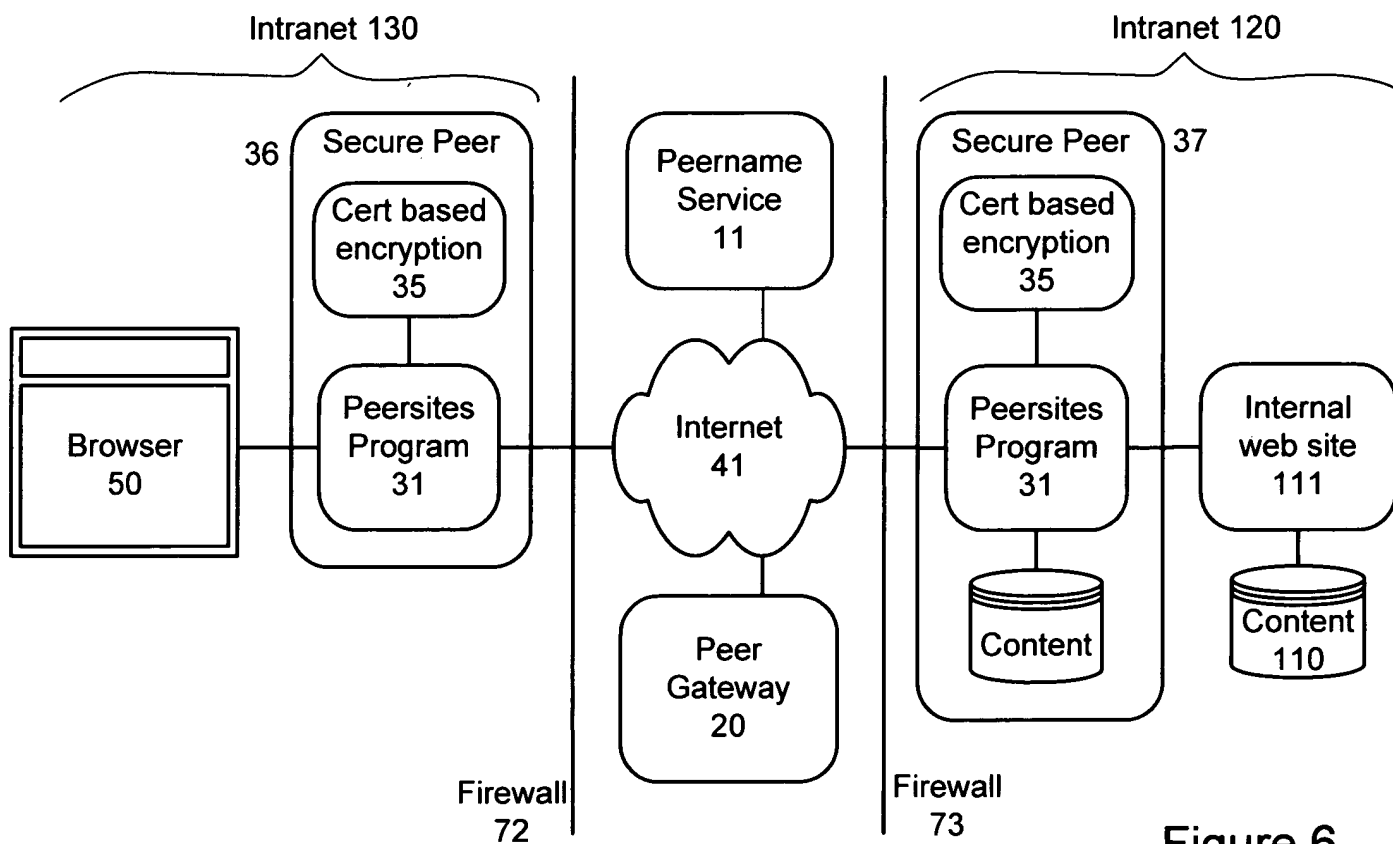 Intranet 130
Intranet 120
36
Secure Peer
Cert based
encryption
35
Peersites
Program
31
Browser
50
Peername
Service
11
Internet
41
Peer
Gateway
20
Firewall
72
Firewall
73
Secure Peer
37
Cert based
encryption
35
Peersites
Program
31
Content
Internal
web site
111
Content
110
Figure 6